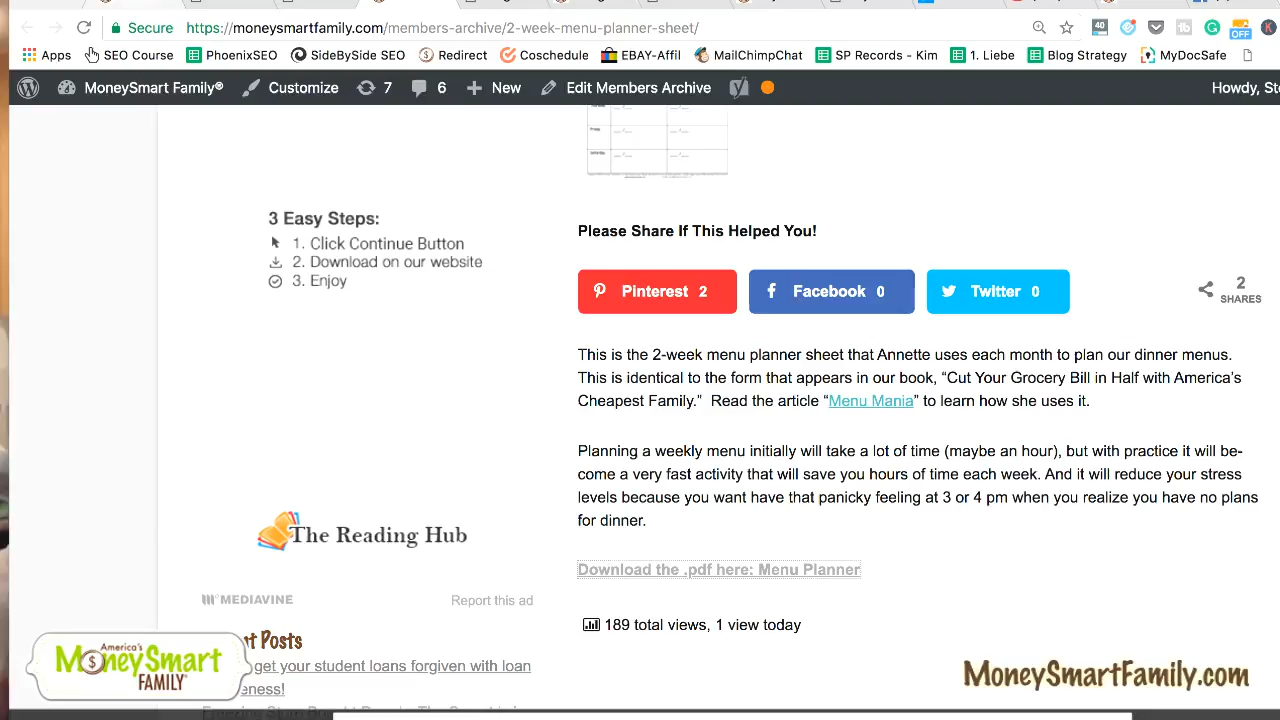 Secure
https://moneysmartfamily.com/members-archive/2-week-menu-planner-sheet/
40
OFF
K
Apps
SEO Course
PhoenixSEO
SideBySide SEO
Redirect
Coschedule
EBAY-Affil
MailChimpChat
SP Records - Kim
1. Liebe
Blog Strategy
MyDocSafe
MoneySmart Family®
Customize
7
6
New
Edit Members Archive
Howdy, Ste
3 Easy Steps:
1. Click Continue Button
2. Download on our website
3. Enjoy
Please Share If This Helped You!
Pinterest 2
Facebook 0
Twitter 0
2
SHARES
This is the 2-week menu planner sheet that Annette uses each month to plan our dinner menus.
This is identical to the form that appears in our book, “Cut Your Grocery Bill in Half with America’s
Cheapest Family.” Read the article “Menu Mania” to learn how she uses it.
Planning a weekly menu initially will take a lot of time (maybe an hour), but with practice it will be-
come a very fast activity that will save you hours of time each week. And it will reduce your stress
levels because you want have that panicky feeling at 3 or 4 pm when you realize you have no plans
for dinner.
The Reading Hub
Download the .pdf here: Menu Planner
MEDIAVINE
Report this ad
189 total views, 1 view today
t Posts
get your student loans forgiven with loan
eness!
America's
MoneySmart
FAMILY®
MoneySmartFamily.com